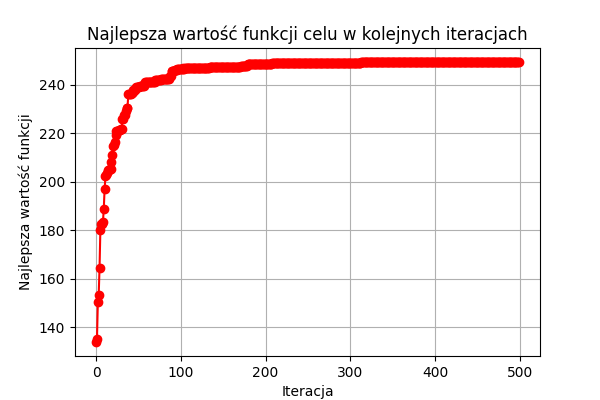 Najlepsza wartość funkcji celu w kolejnych iteracjach
Najlepsza wartość funkcji
240
220
200
180
160
140
0 100 200 300 400 500
Iteracja